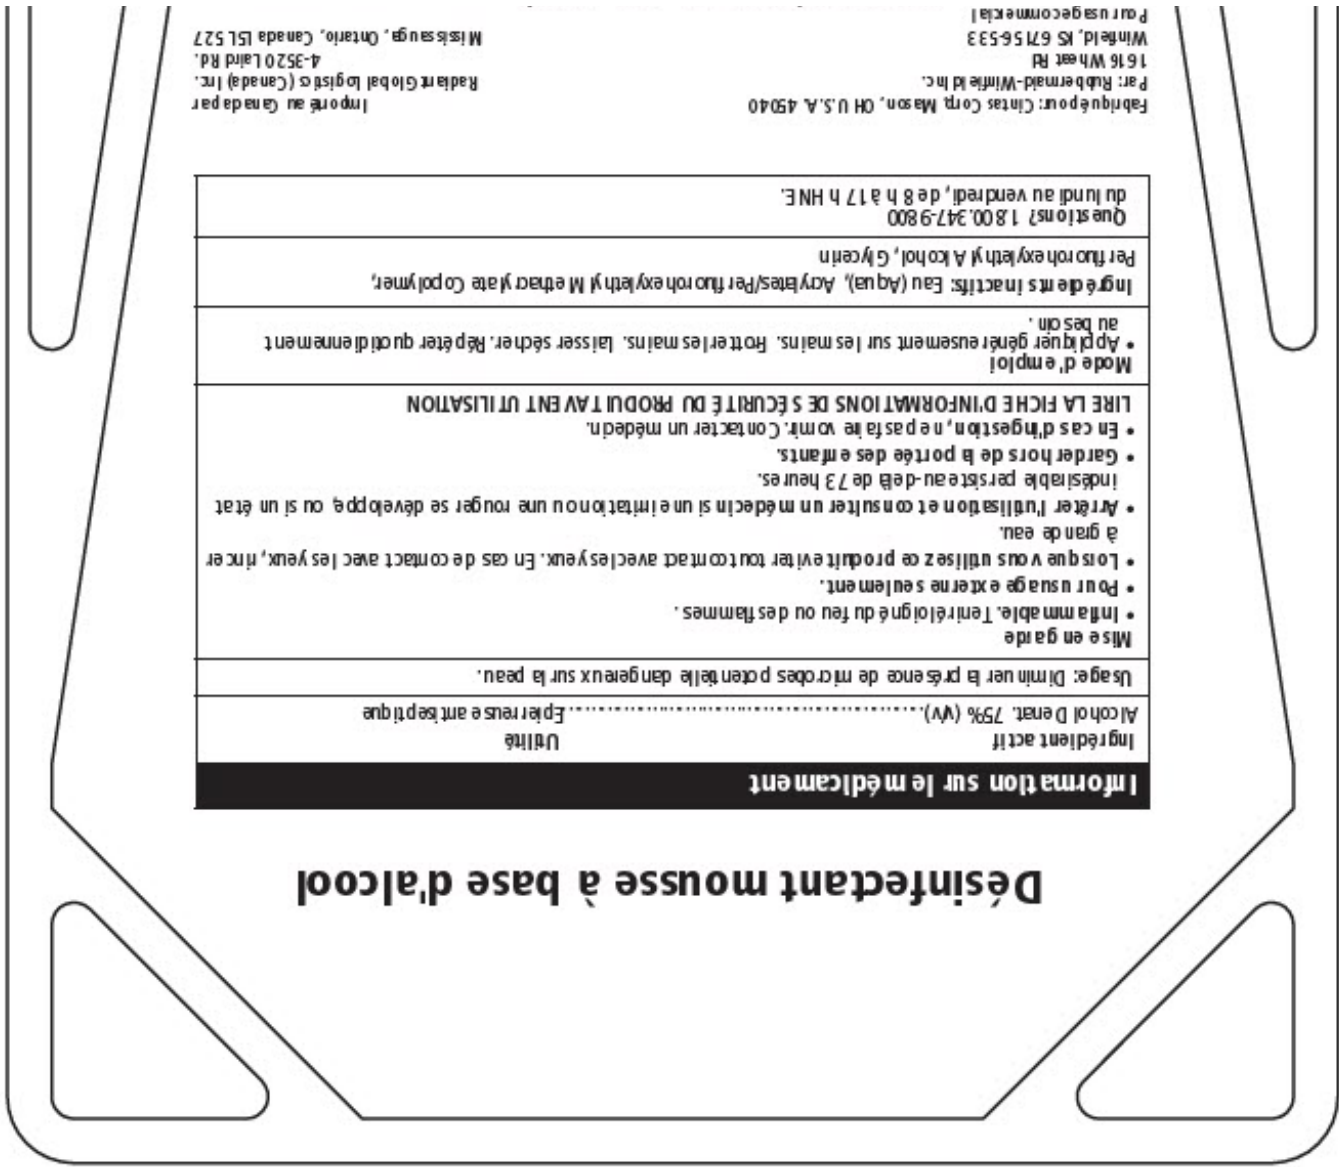 Désinfectant mousse à base d'alcool
Information sur le médicament
Ingrédient actif Utilité
Alcohol Denat. 75% (v/v)......................................................Epierreuse antiseptique
Usage: Diminuer la présence de microbes potentielle dangereux sur la peau.
Mise en garde
• Inflammable. Tenir éloigné du feu ou des flammes.
• Pour usuage externe seulement.
• Lorsque vous utilisez ce produit eviter tout contact avec les yeux. En cas de contact avec les yeux, rincer
à grande eau.
• Arrêter l'utilisation et consulter un médecin si une irritation ou une rouger se développe, ou si un état
indésirable persiste au-delà de 73 heures.
• Garder hors de la portée des enfants.
• En cas d'ingestion, ne pas faire vomir. Contacter un médecin.
LIRE LA FICHE D'INFORMATIONS DE SÉCURITÉ DU PRODUIT AVENT UTILISATION
Mode d'emploi
• Appliquer généreusement sur les mains. Frotter les mains. laisser sécher. Répéter quotidiennement
au besoin.
Ingrédients inactifs: Eau (Aqua), Acrylates/Perfluorohexylethyl Methacrylate Copolymer,
Perfluorohexylethyl Alcohol, Glycerin
Questions? 1.800.347-9800
du lundi au vendredi, de 8 h à 17 h HNE.
Fabriqué pour: Cintas Corp. Mason, OH U.S.A. 45040
Par: Rubbermaid-Winfield Inc.
1616 Wheat Rd
Winfield, KS 67156-9533
Pour usage commercial
Importé au Canada par
Radiant Global Logistics (Canada) Inc.
4-3520 Laird Rd.
Mississauga, Ontario, Canada L5L 5Z7